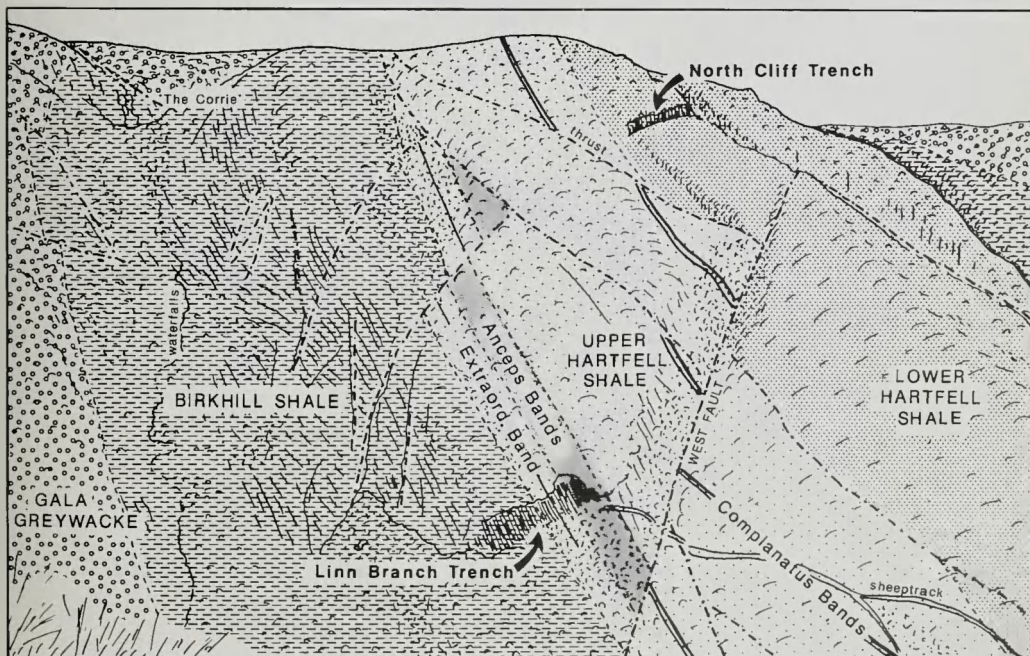 North Cliff Trench
The Corrie
thrust
waterfalls
Anceps Bands
Extraord. Band
UPPER
HARTFELL
SHALE
BIRKHILL SHALE
LOWER
HARTFELL
SHALE
WEST FAULT
GALA
GREYWACKE
Complanatus Bands
Linn Branch Trench
sheeptrack